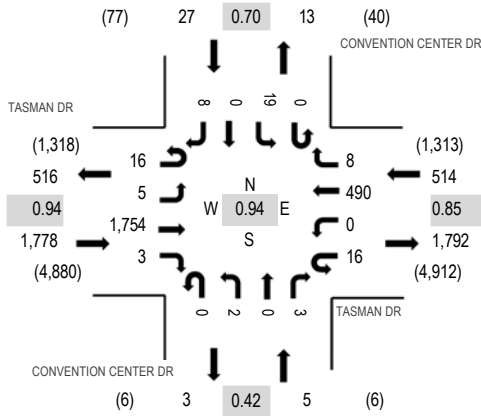 (77) 27 0.70 13 (40)
CONVENTION CENTER DR
8 0 19 0
TASMAN DR
(1,318) (1,313)
16 8
516 514
5 N 490
0.94 W 0.94 E 0.85
1,754 0
1,778 S 1,792
3 16
(4,880) (4,912)
0 2 0 3
TASMAN DR
CONVENTION CENTER DR
(6) 3 0.42 5 (6)